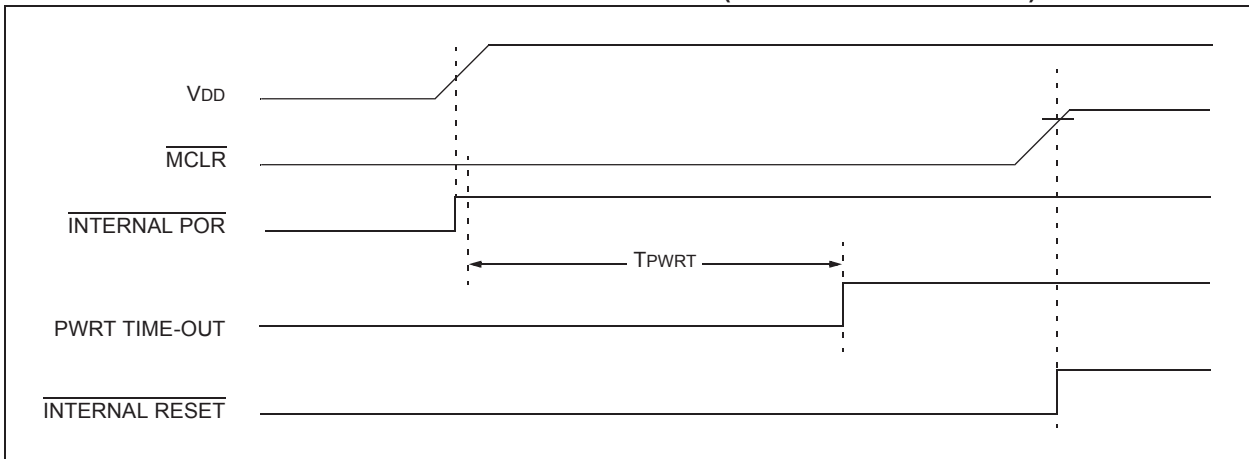 VDD
MCLR
INTERNAL POR
TPWRT
PWRT TIME-OUT
INTERNAL RESET